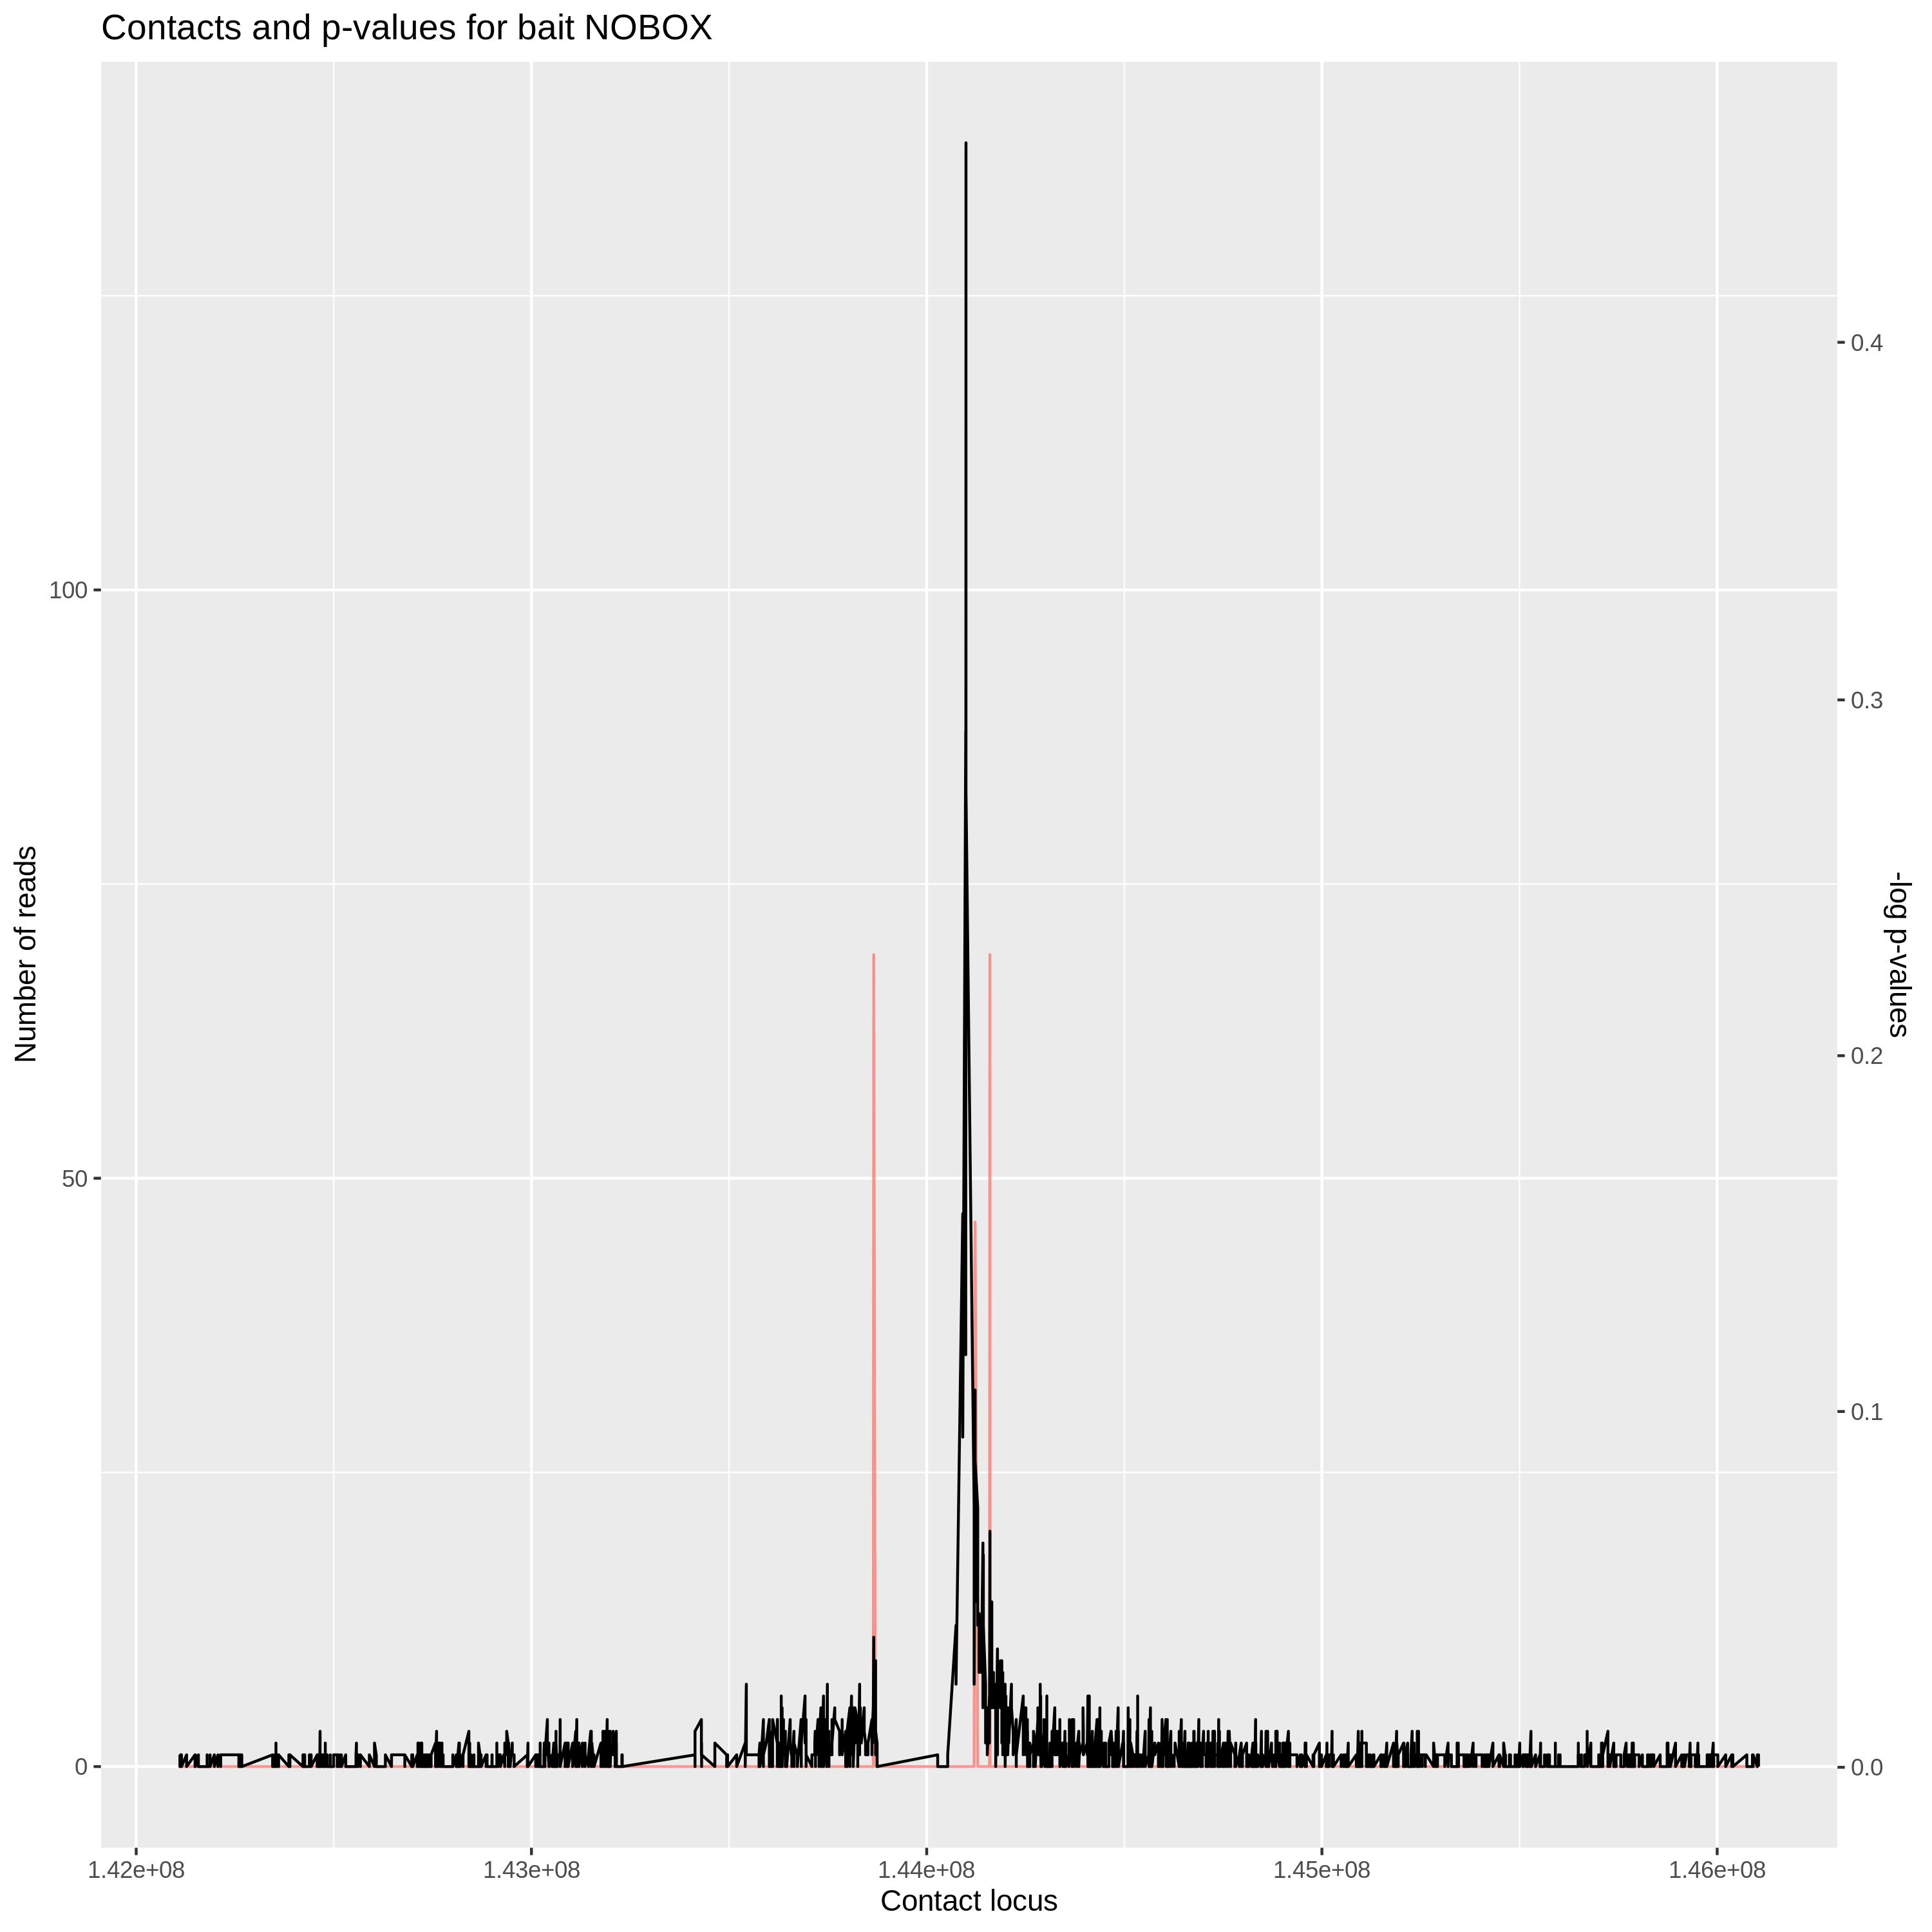 Contacts and p-values for bait NOBOX
Number of reads
100
50
0
0.4
0.3
0.2
0.1
0.0
-log p-values
1.42e+08
1.43e+08
1.44e+08
1.45e+08
1.46e+08
Contact locus